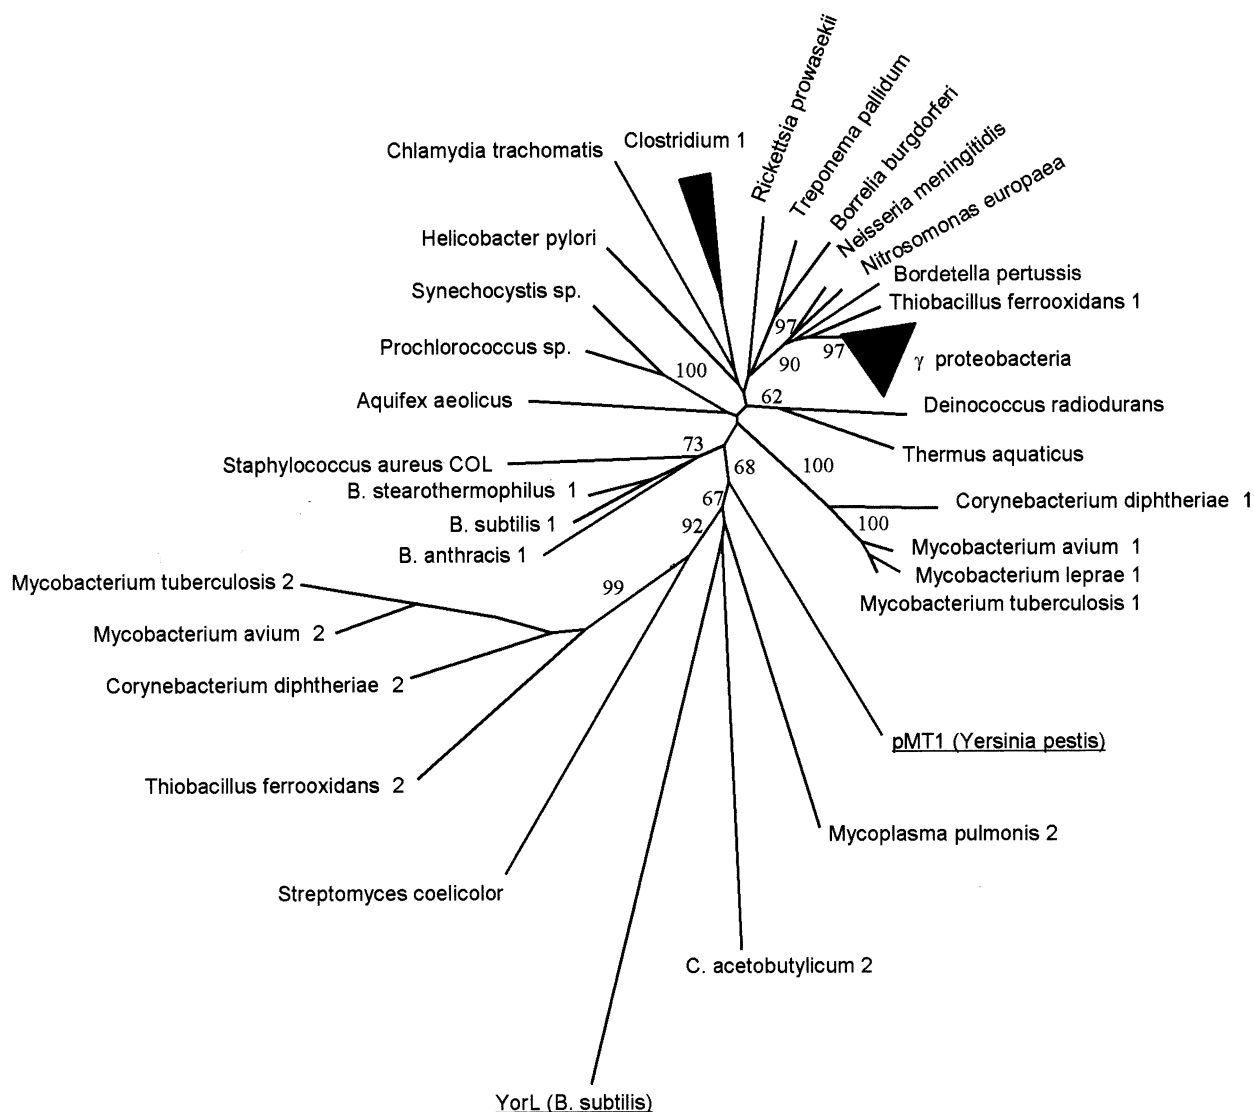 Rickettsia prowasekii
Treponema pallidum
Borrelia burgdorferi
Neisseria meningitidis
Nitrosomonas europaea
Clostridium 1
Chlamydia trachomatis
Helicobacter pylori
Bordetella pertussis
Synechocystis sp.
Thiobacillus ferrooxidans 1
97
Prochlorococcus sp.
97
γ proteobacteria
90
100
62
Aquifex aeolicus
Deinococcus radiodurans
73
Thermus aquaticus
Staphylococcus aureus COL
68
100
B. stearothermophilus 1
67
Corynebacterium diphtheriae 1
B. subtilis 1
92
100
B. anthracis 1
Mycobacterium avium 1
Mycobacterium leprae 1
Mycobacterium tuberculosis 2
99
Mycobacterium tuberculosis 1
Mycobacterium avium 2
Corynebacterium diphtheriae 2
pMT1 (Yersinia pestis)
Thiobacillus ferrooxidans 2
Mycoplasma pulmonis 2
Streptomyces coelicolor
C. acetobutylicum 2
YorL (B. subtilis)